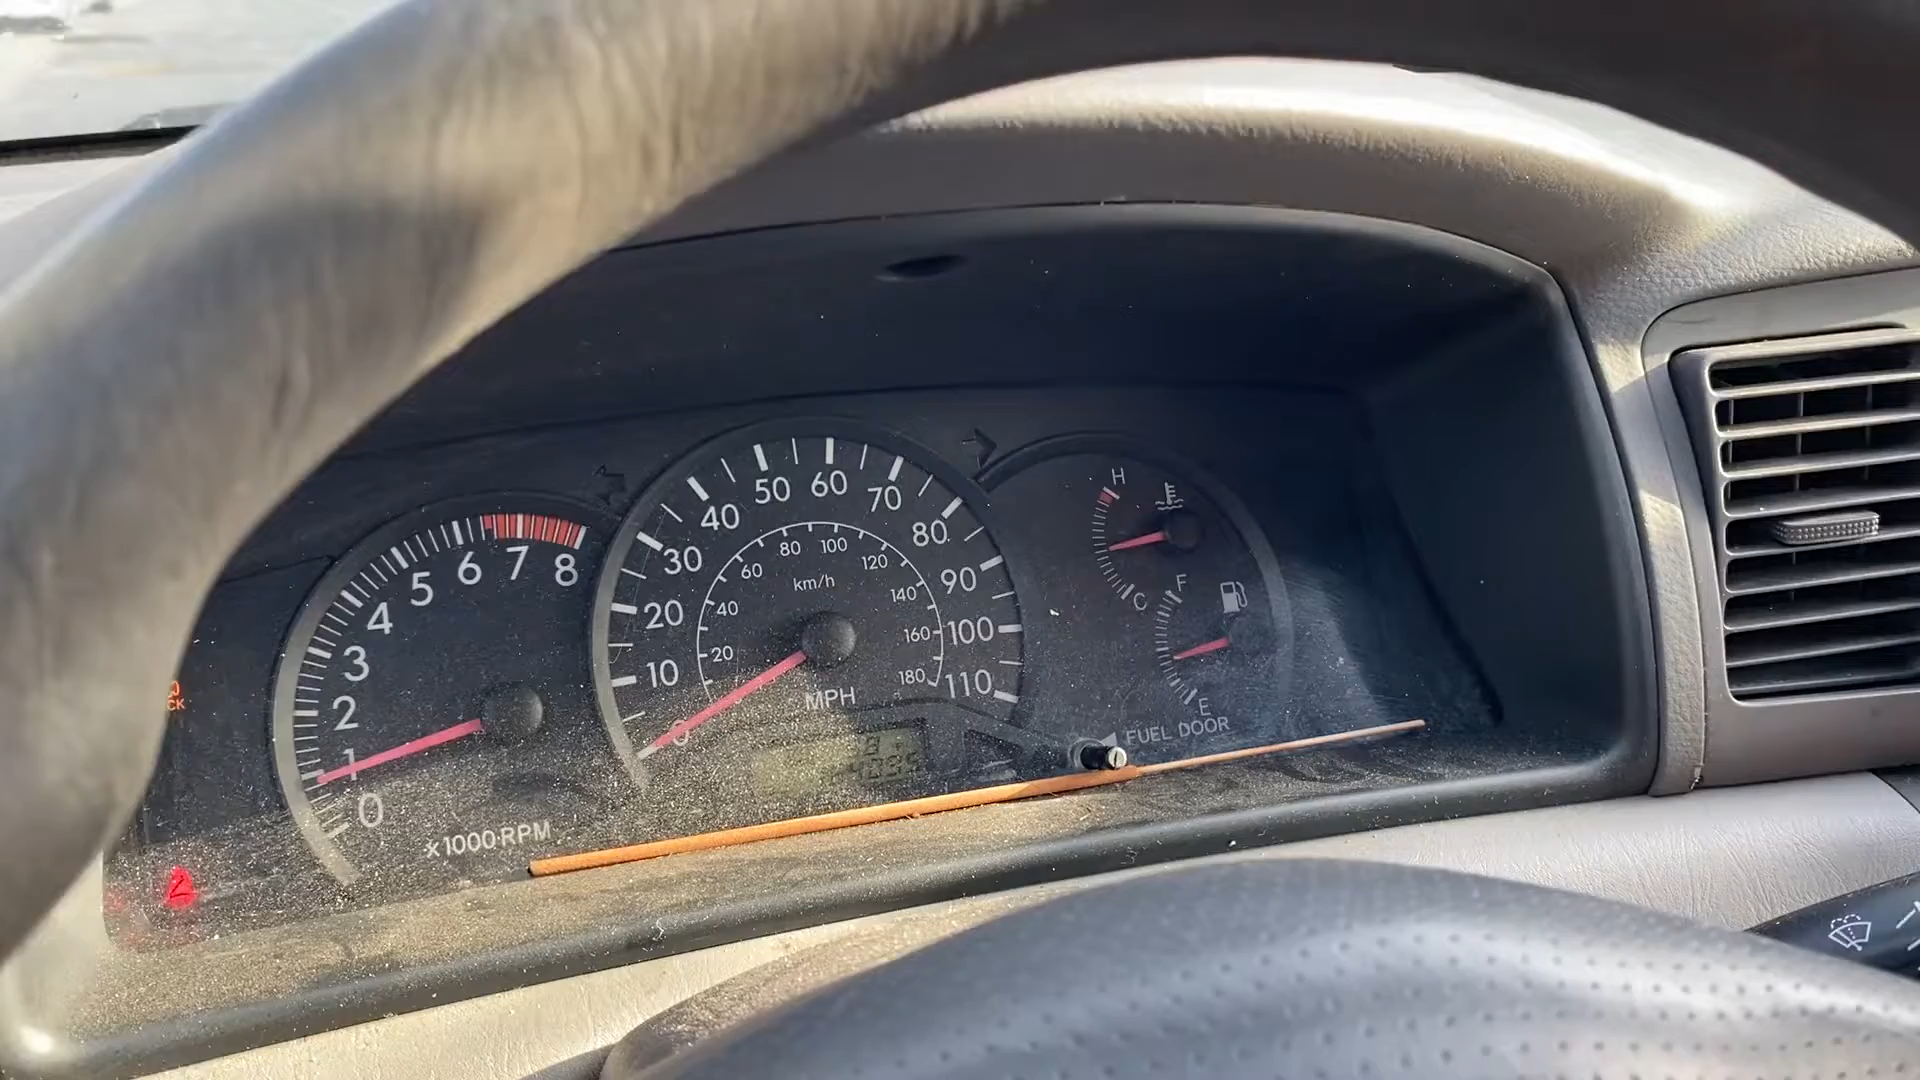 0 1 2 3 4 5 6 7 8
x1000·RPM
0 10 20 30 40 50 60 70 80 90 100 110
MPH
20 40 60 80 100 120 140 160 180
km/h
H
C
F
E
FUEL DOOR